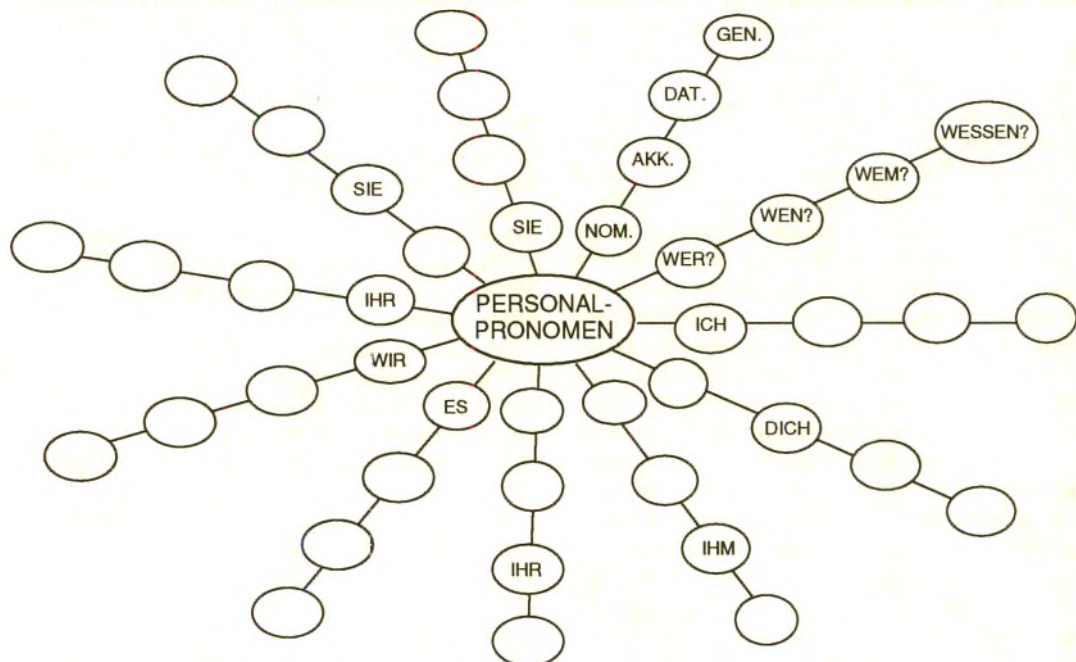 GEN.
DAT.
AKK.
NOM.
WESSEN?
WEM?
WEN?
WER?
SIE
SIE
IHR
WIR
PERSONAL-
PRONOMEN
ICH
DICH
ES
IHR
IHM